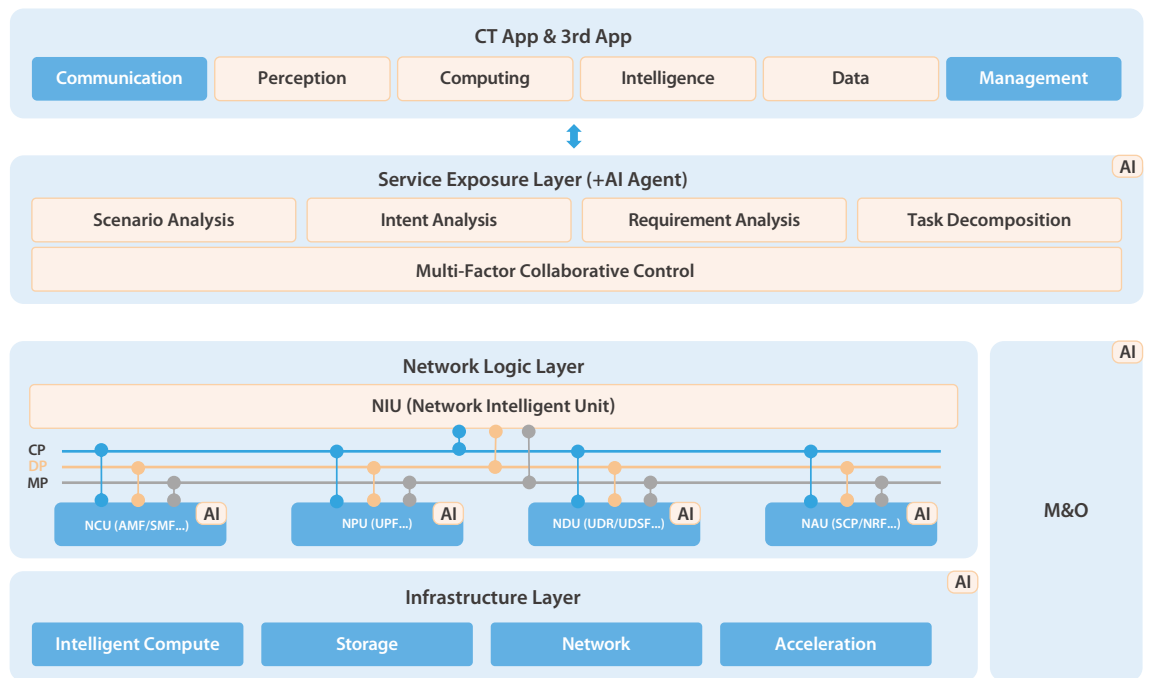 CT App & 3rd App
Communication
Perception
Computing
Intelligence
Data
Management
AI
Service Exposure Layer (+AI Agent)
Scenario Analysis
Intent Analysis
Requirement Analysis
Task Decomposition
Multi-Factor Collaborative Control
Network Logic Layer
NIU (Network Intelligent Unit)
CP
DP
MP
NCU (AMF/SMF...)
AI
NPU (UPF...)
AI
NDU (UDR/UDSF...)
AI
NAU (SCP/NRF...)
AI
AI
M&O
AI
Infrastructure Layer
Intelligent Compute
Storage
Network
Acceleration